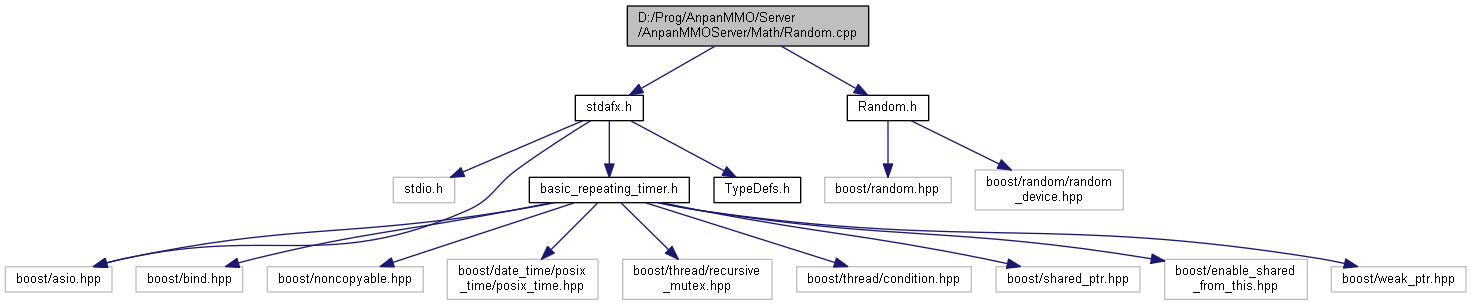 D:/Prog/AnpanMMO/Server
/AnpanMMOServer/Math/Random.cpp
stdafx.h
Random.h
stdio.h
basic_repeating_timer.h
TypeDefs.h
boost/random.hpp
boost/random/random
_device.hpp
boost/asio.hpp
boost/bind.hpp
boost/noncopyable.hpp
boost/date_time/posix
_time/posix_time.hpp
boost/thread/recursive
_mutex.hpp
boost/thread/condition.hpp
boost/shared_ptr.hpp
boost/enable_shared
_from_this.hpp
boost/weak_ptr.hpp